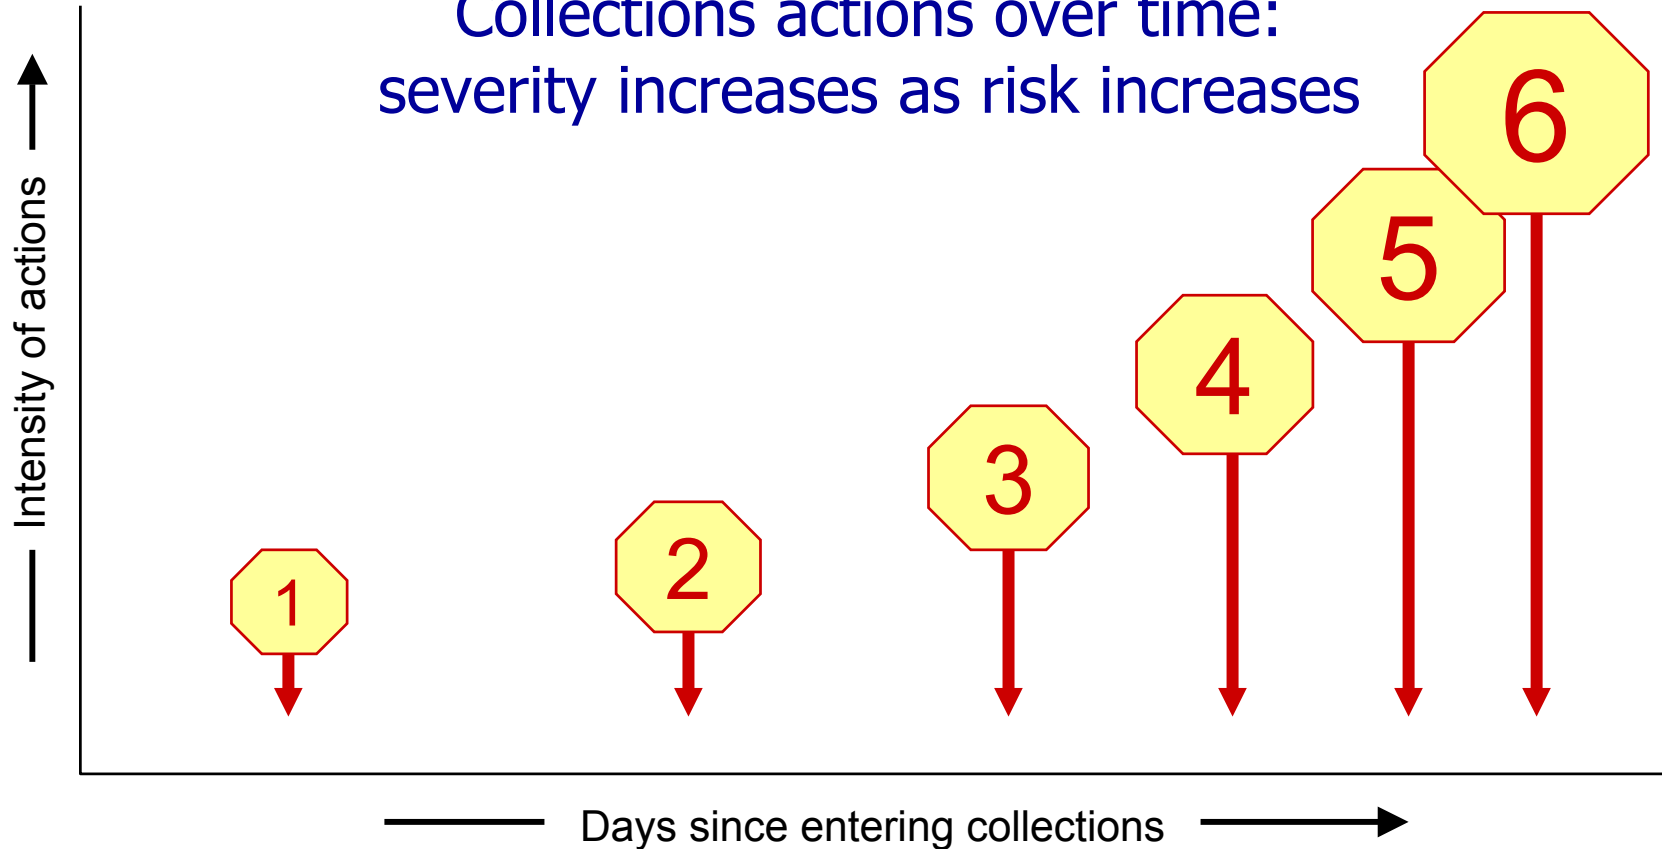 Collections actions over time:
severity increases as risk increases
6
5
4
3
2
1
Intensity of actions
Days since entering collections